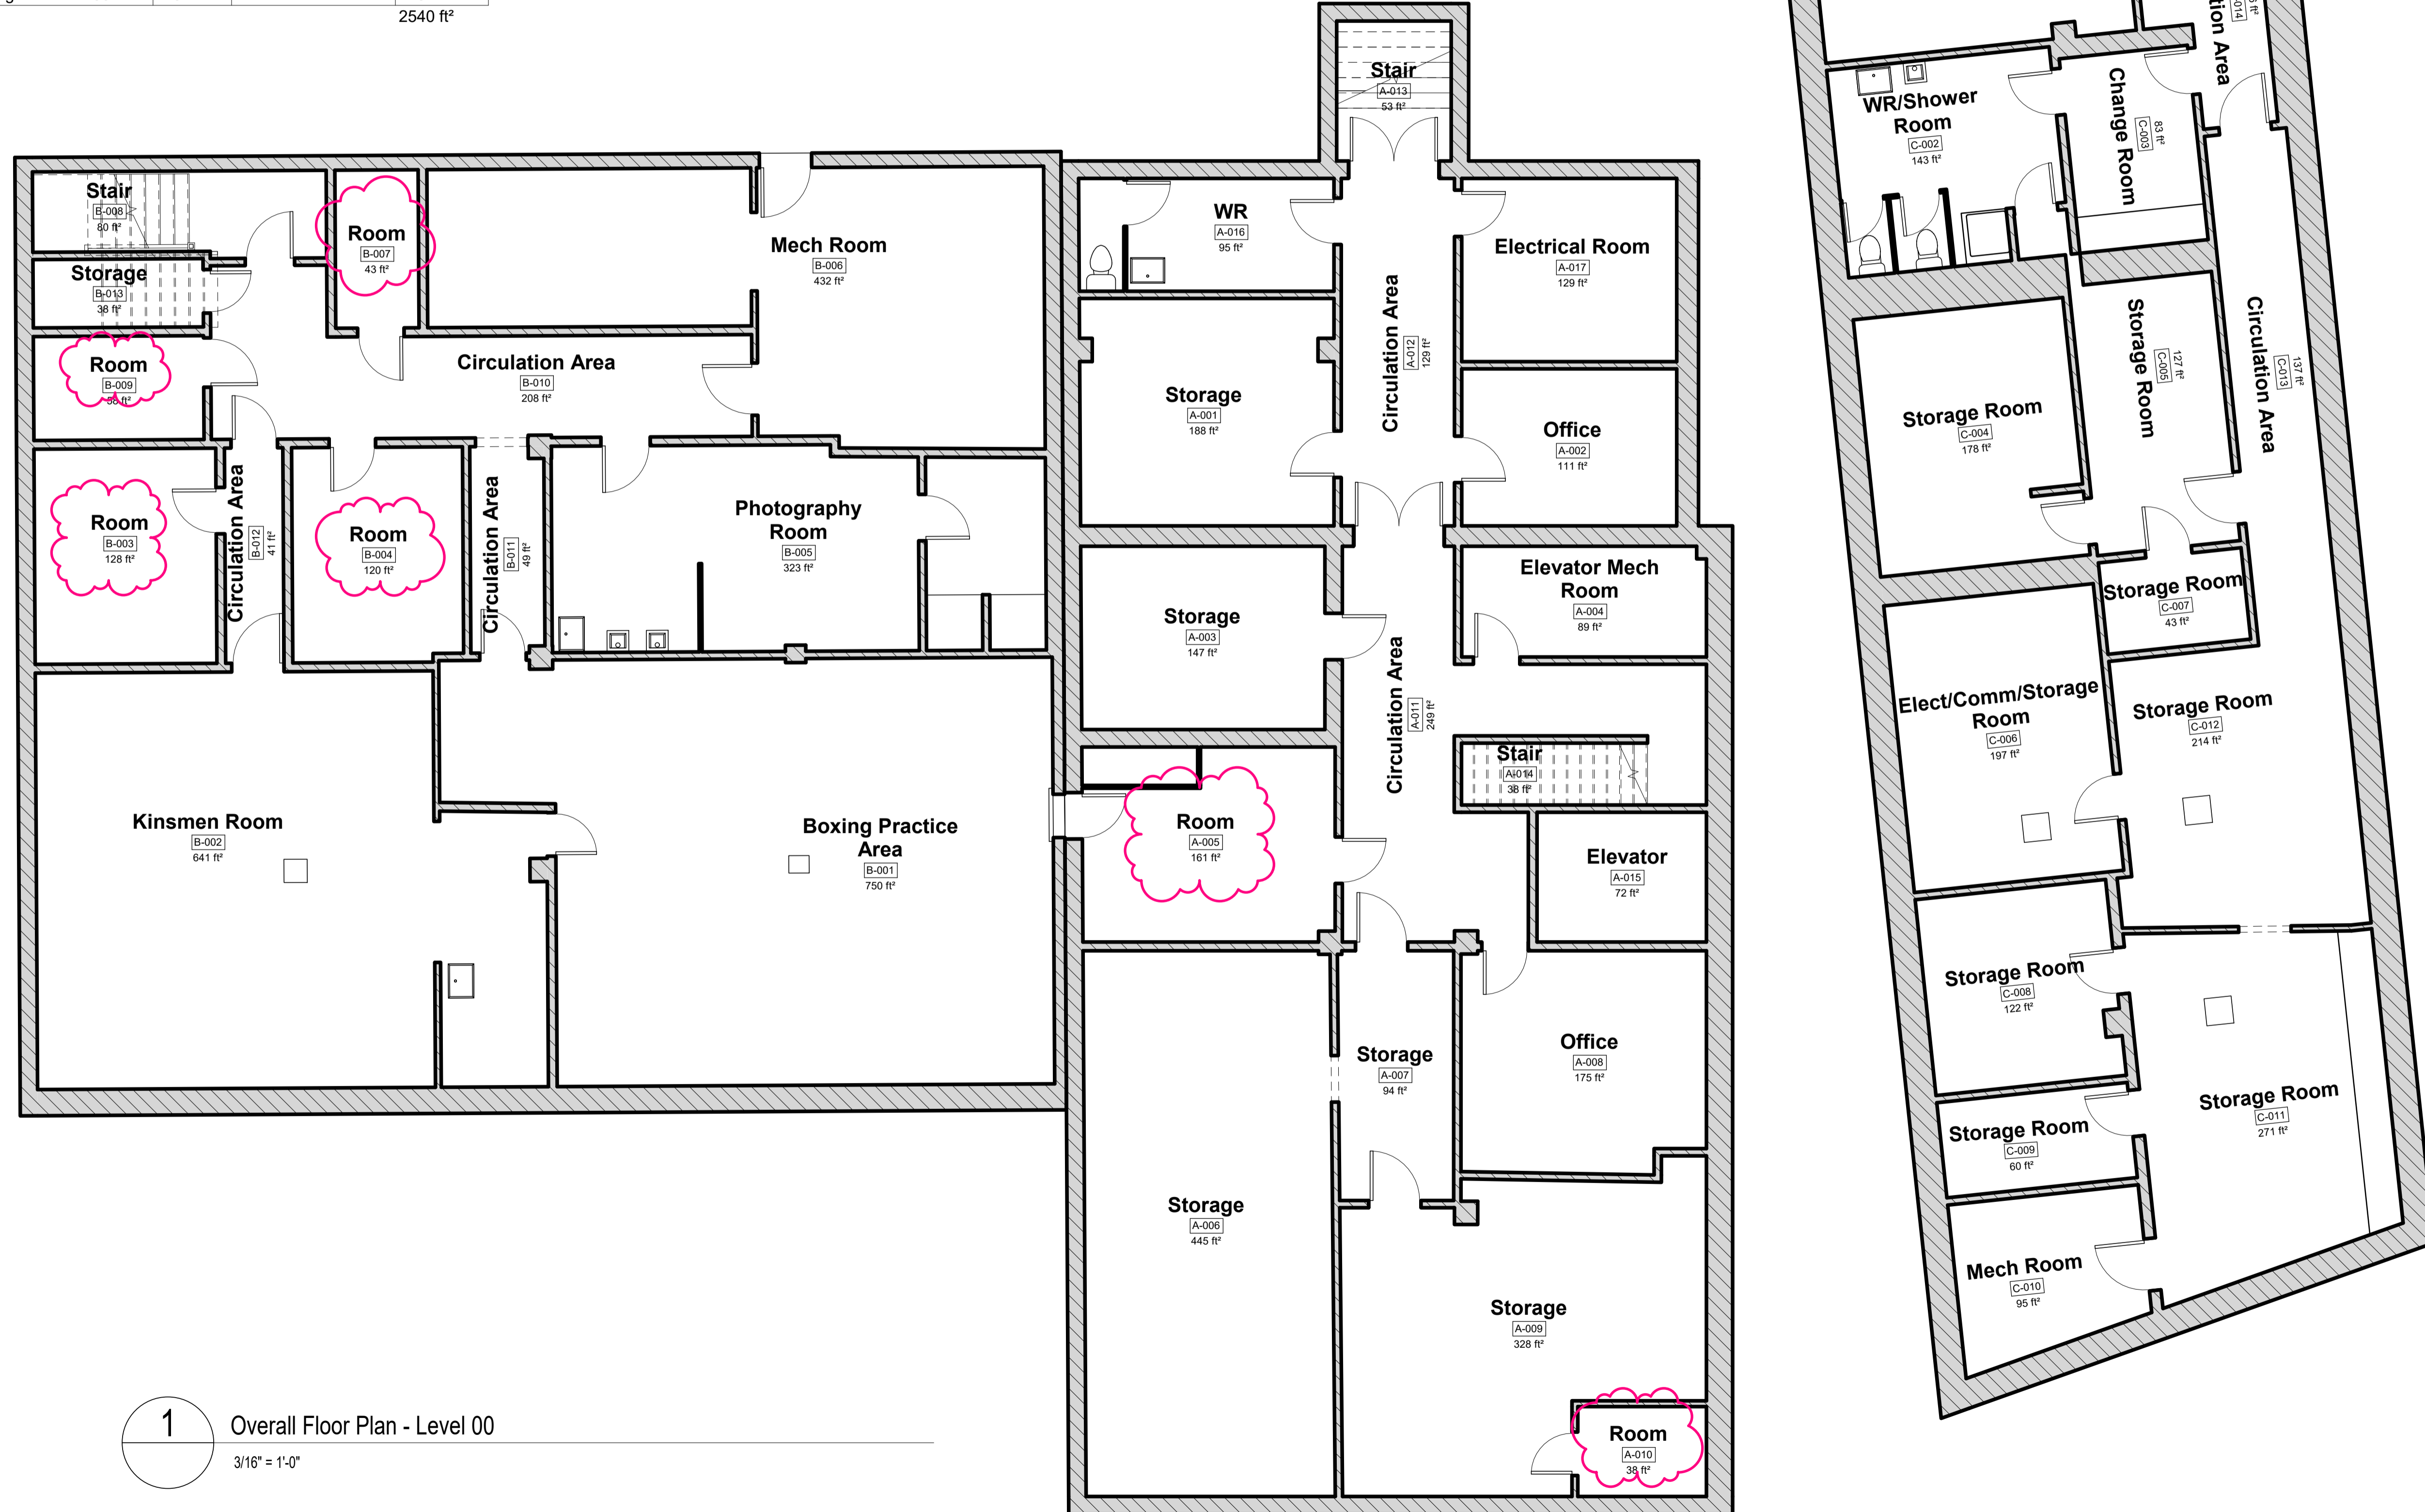 2540 ft²
Stair
A-013
53 ft²
Stair
B-008
80 ft²
Room
B-007
43 ft²
Mech Room
B-006
432 ft²
Storage
B-013
38 ft²
Room
B-009
58 ft²
Circulation Area
B-010
208 ft²
Room
B-003
128 ft²
Circulation Area
B-012
41 ft²
Room
B-004
120 ft²
Circulation Area
B-011
49 ft²
Photography
Room
B-005
323 ft²
Kinsmen Room
B-002
641 ft²
Boxing Practice
Area
B-001
750 ft²
WR
A-016
95 ft²
Circulation Area
A-012
129 ft²
Electrical Room
A-017
129 ft²
Storage
A-001
188 ft²
Office
A-002
111 ft²
Storage
A-003
147 ft²
Elevator Mech
Room
A-004
89 ft²
Circulation Area
A-011
249 ft²
Stair
A-014
38 ft²
Room
A-005
161 ft²
Elevator
A-015
72 ft²
Storage
A-006
445 ft²
Storage
A-007
94 ft²
Office
A-008
175 ft²
Storage
A-009
328 ft²
Room
A-010
38 ft²
Area
WR/Shower
Room
C-002
143 ft²
Change Room
C-003
83 ft²
Storage Room
C-004
178 ft²
Storage Room
C-005
127 ft²
Circulation Area
C-013
137 ft²
Storage Room
C-007
43 ft²
Elect/Comm/Storage
Room
C-006
197 ft²
Storage Room
C-012
214 ft²
Storage Room
C-008
122 ft²
Storage Room
C-011
271 ft²
Storage Room
C-009
60 ft²
Mech Room
C-010
95 ft²
1
Overall Floor Plan - Level 00
3/16" = 1'-0"